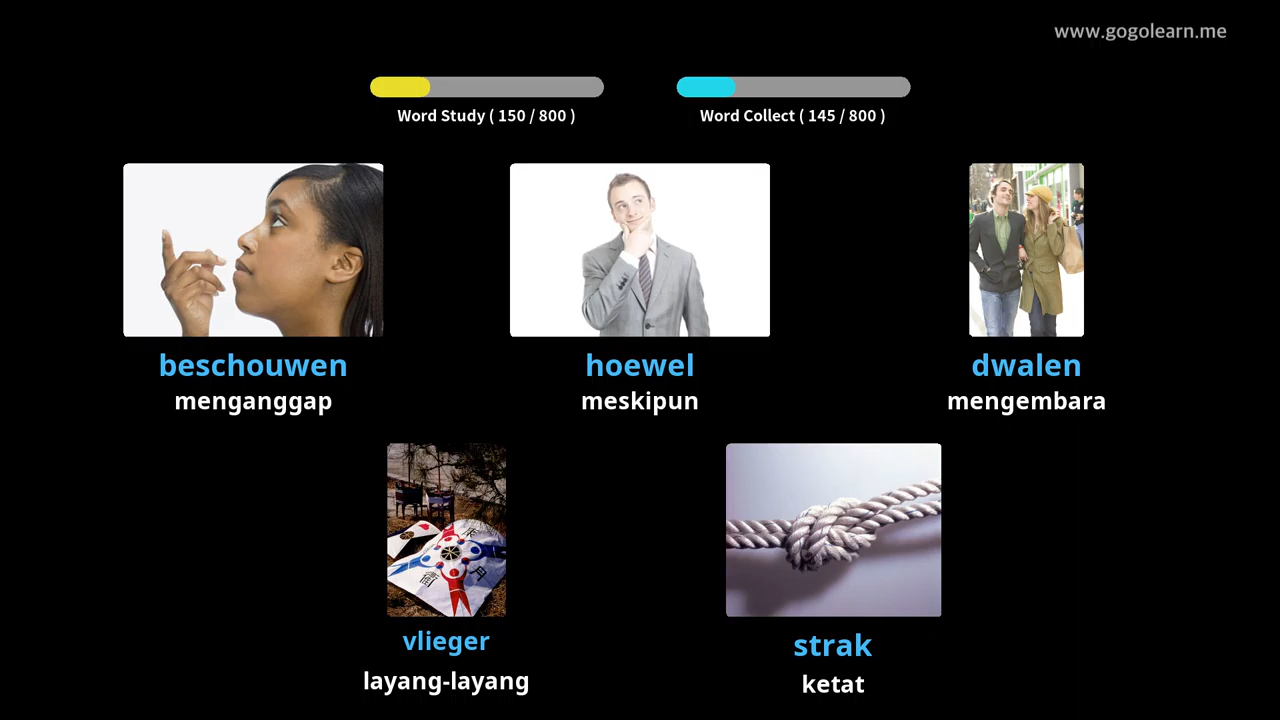 www.gogolearn.me
Word Study ( 150 / 800 )
Word Collect ( 145 / 800 )
beschouwen
menganggap
hoewel
meskipun
dwalen
mengembara
vlieger
layang-layang
strak
ketat